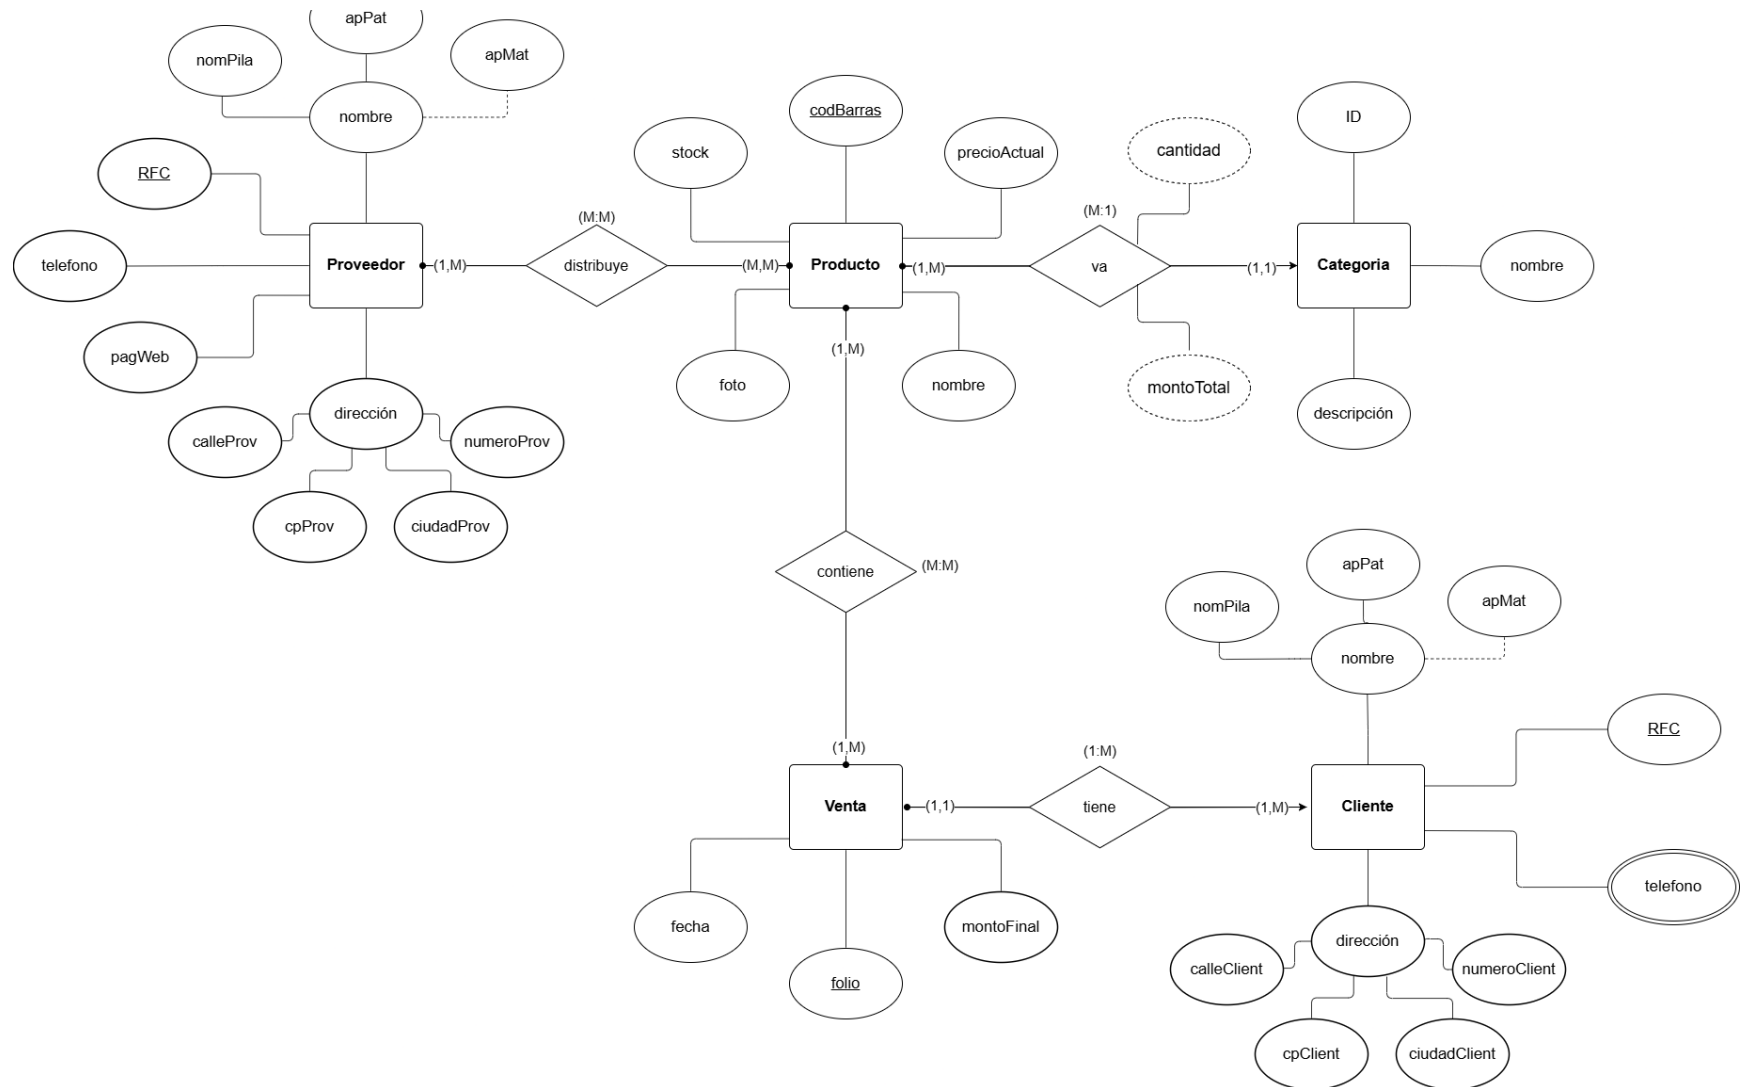 apPat
nomPila
apMat
nombre
RFC
telefono
Proveedor
pagWeb
dirección
calleProv
numeroProv
cpProv
ciudadProv
(1,M)
(M:M)
distribuye
(M,M)
codBarras
stock
precioActual
Producto
foto
nombre
(1,M)
(M:1)
va
cantidad
montoTotal
(1,1)
ID
Categoria
nombre
descripción
(1,M)
contiene
(M:M)
(1,M)
Venta
fecha
folio
montoFinal
(1,1)
(1:M)
tiene
(1,M)
apPat
nomPila
apMat
nombre
RFC
Cliente
telefono
dirección
calleClient
numeroClient
cpClient
ciudadClient